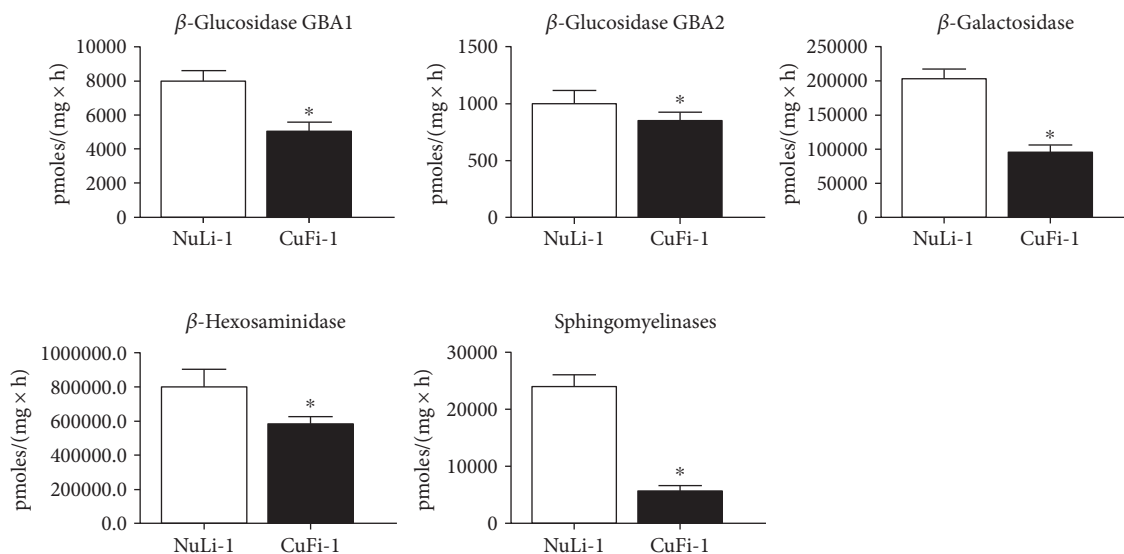 β-Glucosidase GBA1
10000
8000
6000
4000
2000
0
pmoles/(mg × h)
*
NuLi-1 CuFi-1
β-Glucosidase GBA2
1500
1000
500
0
pmoles/(mg × h)
*
NuLi-1 CuFi-1
β-Galactosidase
250000
200000
150000
100000
50000
0
pmoles/(mg × h)
*
NuLi-1 CuFi-1
β-Hexosaminidase
1000000.0
800000.0
600000.0
400000.0
200000.0
0.0
pmoles/(mg × h)
*
NuLi-1 CuFi-1
Sphingomyelinases
30000
20000
10000
0
pmoles/(mg × h)
*
NuLi-1 CuFi-1